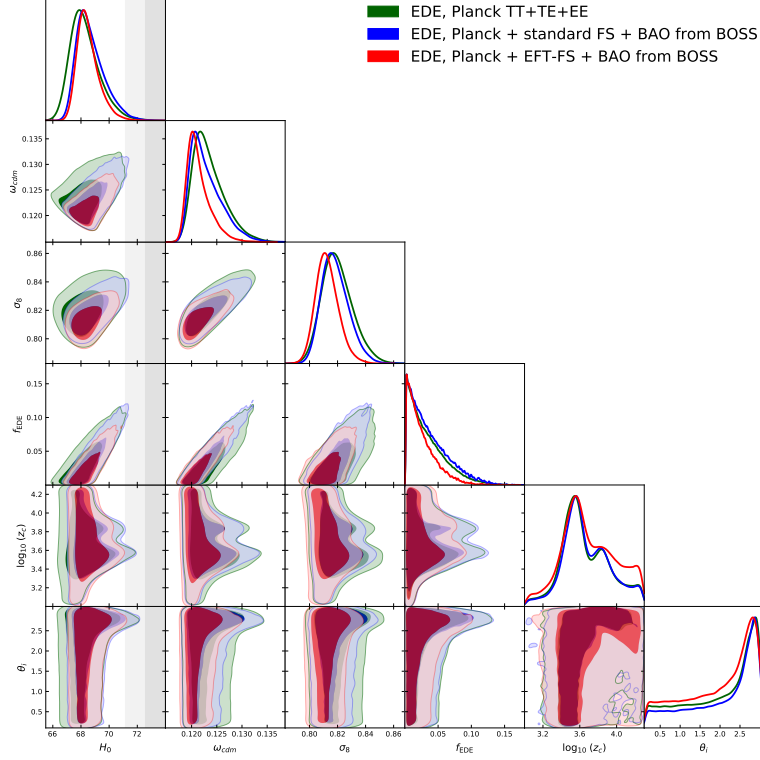 EDE, Planck TT+TE+EE
EDE, Planck + standard FS + BAO from BOSS
EDE, Planck + EFT-FS + BAO from BOSS
0.135
0.130
0.125
0.120
ω_cdm
0.86
0.84
0.82
0.80
σ_8
0.15
0.10
0.05
f_EDE
4.2
4.0
3.8
3.6
3.4
3.2
log_10 (z_c)
2.5
2.0
1.5
1.0
0.5
θ_i
66 68 70 72
0.120 0.125 0.130 0.135
0.80 0.82 0.84 0.86
0.05 0.10 0.15
3.2 3.6 4.0
0.5 1.0 1.5 2.0 2.5
H_0
ω_cdm
σ_8
f_EDE
log_10 (z_c)
θ_i